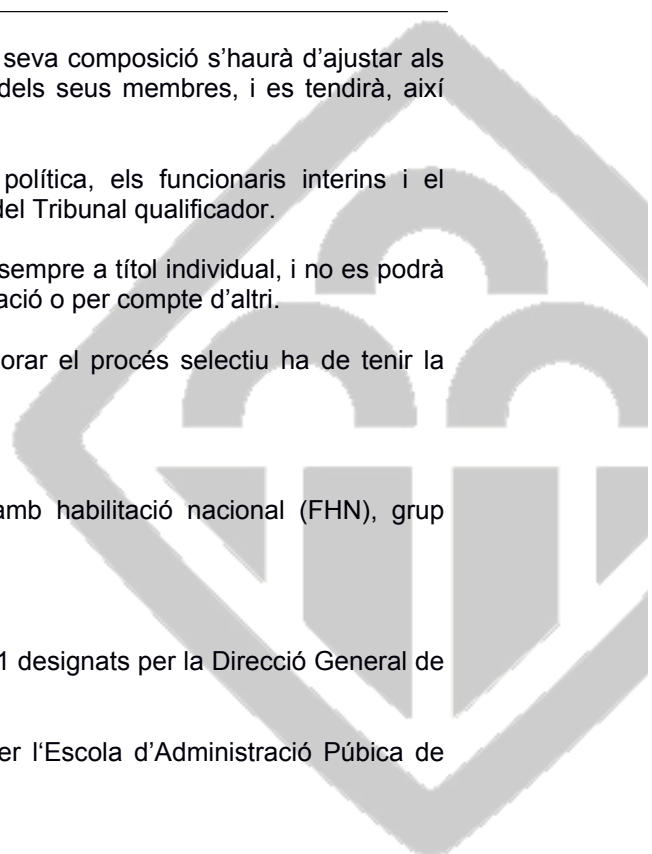 seva composició s’haurà d’ajustar als
dels seus membres, i es tendirà, així
política, els funcionaris interins i el
del Tribunal qualificador.
sempre a títol individual, i no es podrà
ació o per compte d’altri.
orar el procés selectiu ha de tenir la
amb habilitació nacional (FHN), grup
1 designats per la Direcció General de
er l‘Escola d’Administració Púbica de